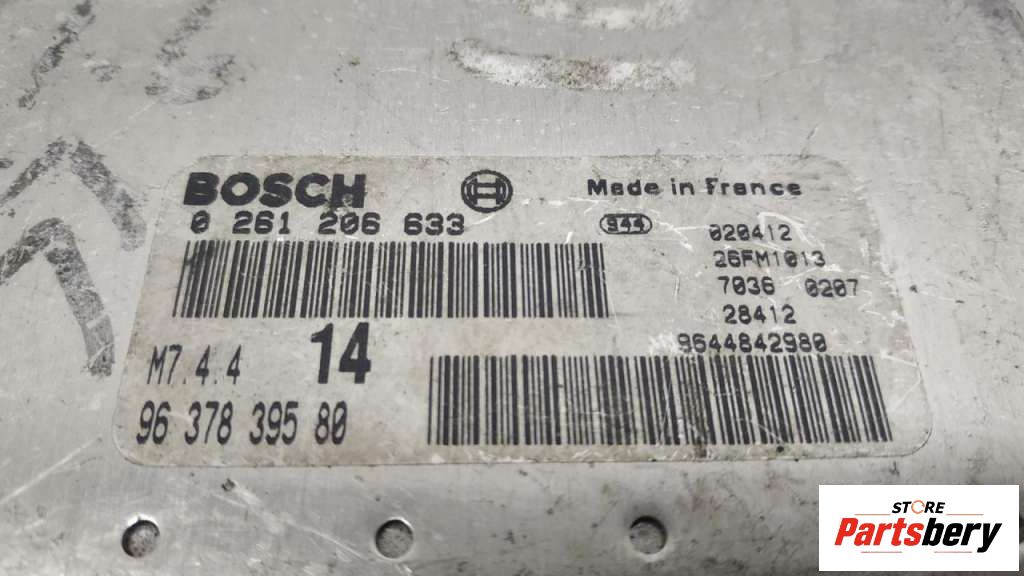 BOSCH
Made in France
0 261 206 633
944
020412
26FM1013
7036 0207
28412
9644842980
M7.4.4
14
96 378 395 80
STORE
Partsbery